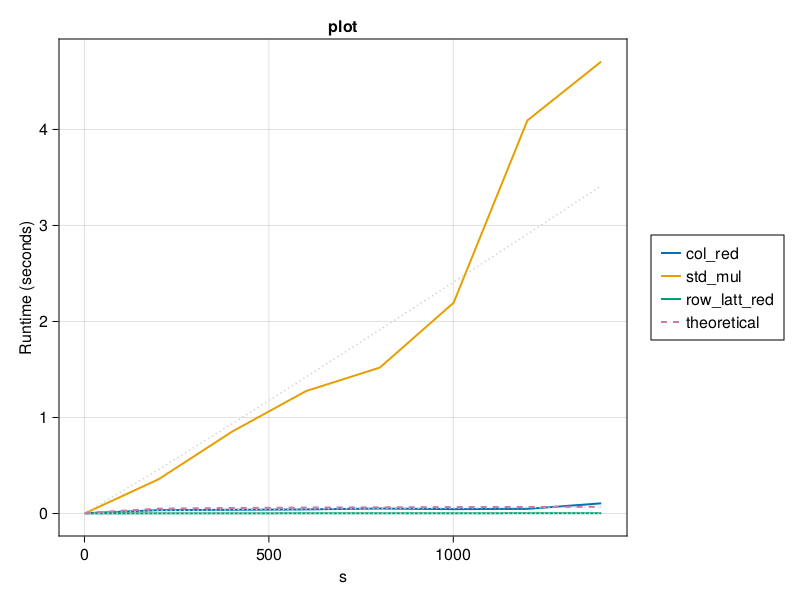 plot
Runtime (seconds)
4
3
2
1
0
0
500
1000
s
col_red
std_mul
row_latt_red
theoretical